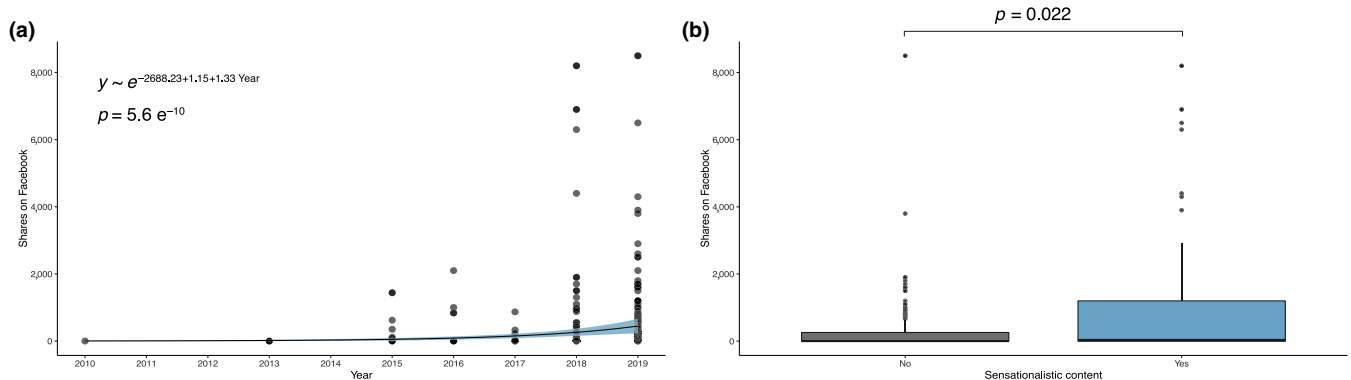 (a)
y ~ e^−2688.23+1.15+1.33 Year
p = 5.6 e^−10
Shares on Facebook
8,000
6,000
4,000
2,000
0
2010 2011 2012 2013 2014 2015 2016 2017 2018 2019
Year
(b)
p = 0.022
Shares on Facebook
8,000
6,000
4,000
2,000
0
No Yes
Sensationalistic content